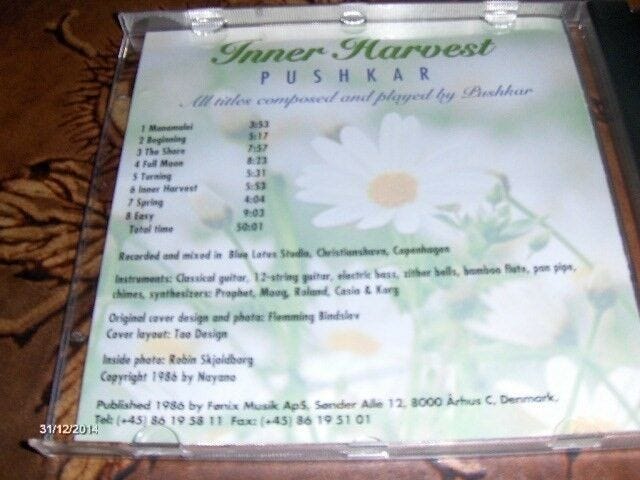 Inner Harvest
PUSHKAR
All titles composed and played by Pushkar
1 Manamalei 3:53
2 Beginning 5:17
3 The Shore 7:57
4 Full Moon 8:23
5 Turning 5:31
6 Inner Harvest 5:53
7 Spring 4:04
8 Easy 9:03
Total time 50:01
Recorded and mixed in Blue Lotus Studio, Christianshavn, Copenhagen
Instruments: Classical guitar, 12-string guitar, electric bass, zither bells, bamboo flute, pan pipe,
chimes, synthesizers: Prophet, Moog, Roland, Casio & Korg
Original cover design and photo: Flemming Bindslev
Cover layout: Tao Design
Inside photo: Robin Skjoldborg
Copyright 1986 by Nayano
Published 1986 by Fønix Musik ApS, Sønder Alle 12, 8000 Århus C, Denmark.
Tel: (+45) 86 19 58 11 Fax: (+45) 86 19 51 01
31/12/2014